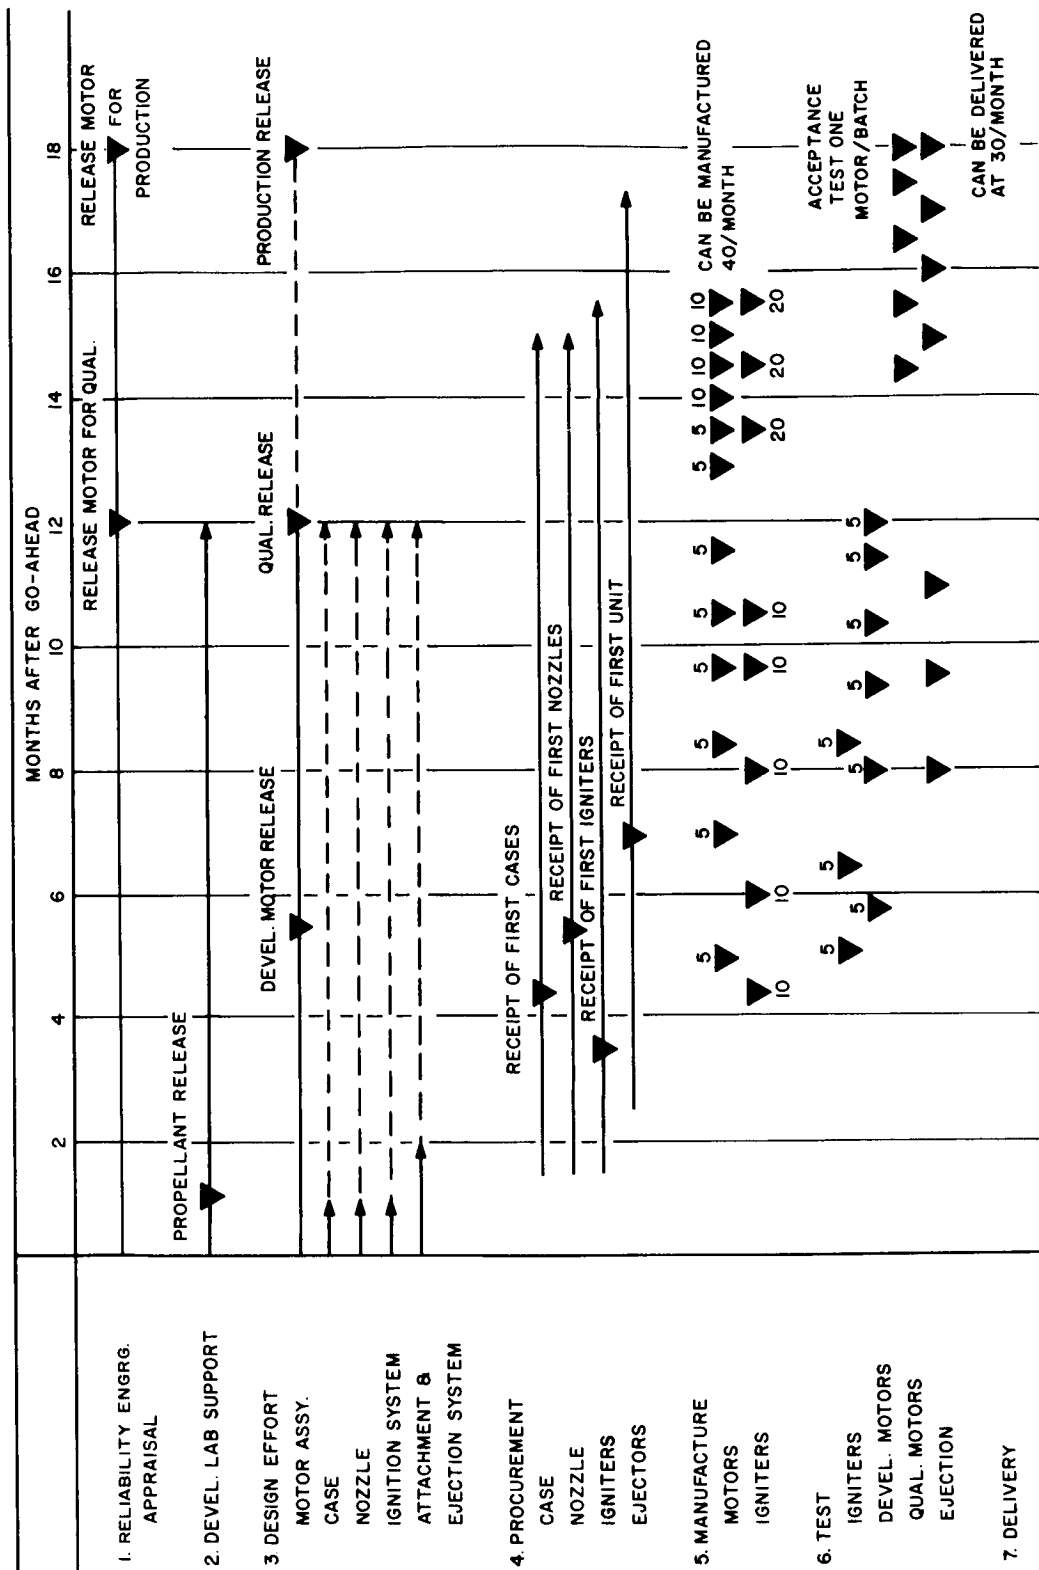 MONTHS AFTER GO-AHEAD
2 4 6 8 10 12 14 16 18
1. RELIABILITY ENGRG.
APPRAISAL
RELEASE MOTOR FOR QUAL.
RELEASE MOTOR
FOR
PRODUCTION
2. DEVEL. LAB SUPPORT
PROPELLANT RELEASE
3. DESIGN EFFORT
DEVEL. MOTOR RELEASE
QUAL. RELEASE
PRODUCTION RELEASE
MOTOR ASSY.
CASE
NOZZLE
IGNITION SYSTEM
ATTACHMENT &
EJECTION SYSTEM
4. PROCUREMENT
RECEIPT OF FIRST CASES
CASE
RECEIPT OF FIRST NOZZLES
NOZZLE
RECEIPT OF FIRST IGNITERS
IGNITERS
RECEIPT OF FIRST UNIT
EJECTORS
5. MANUFACTURE
5 5 5 5 5 5 5 5 10 10 10 10
CAN BE MANUFACTURED
40/MONTH
MOTORS
IGNITERS
10 10 10 10 10 20 20 20
6. TEST
5 5 5
ACCEPTANCE
TEST ONE
MOTOR/BATCH
IGNITERS
5 5 5 5 5 5
DEVEL. MOTORS
QUAL. MOTORS
EJECTION
7. DELIVERY
CAN BE DELIVERED
AT 30/MONTH